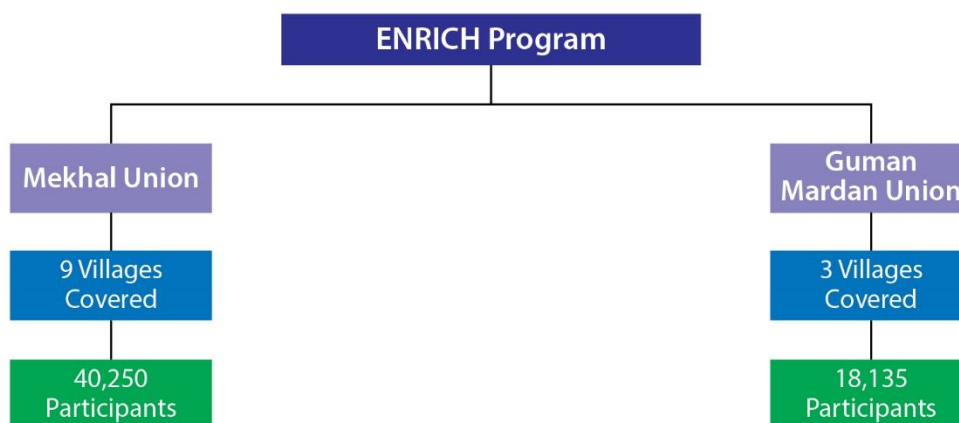 ENRICH Program
Mekhal Union
Guman
Mardan Union
9 Villages
Covered
3 Villages
Covered
40,250
Participants
18,135
Participants